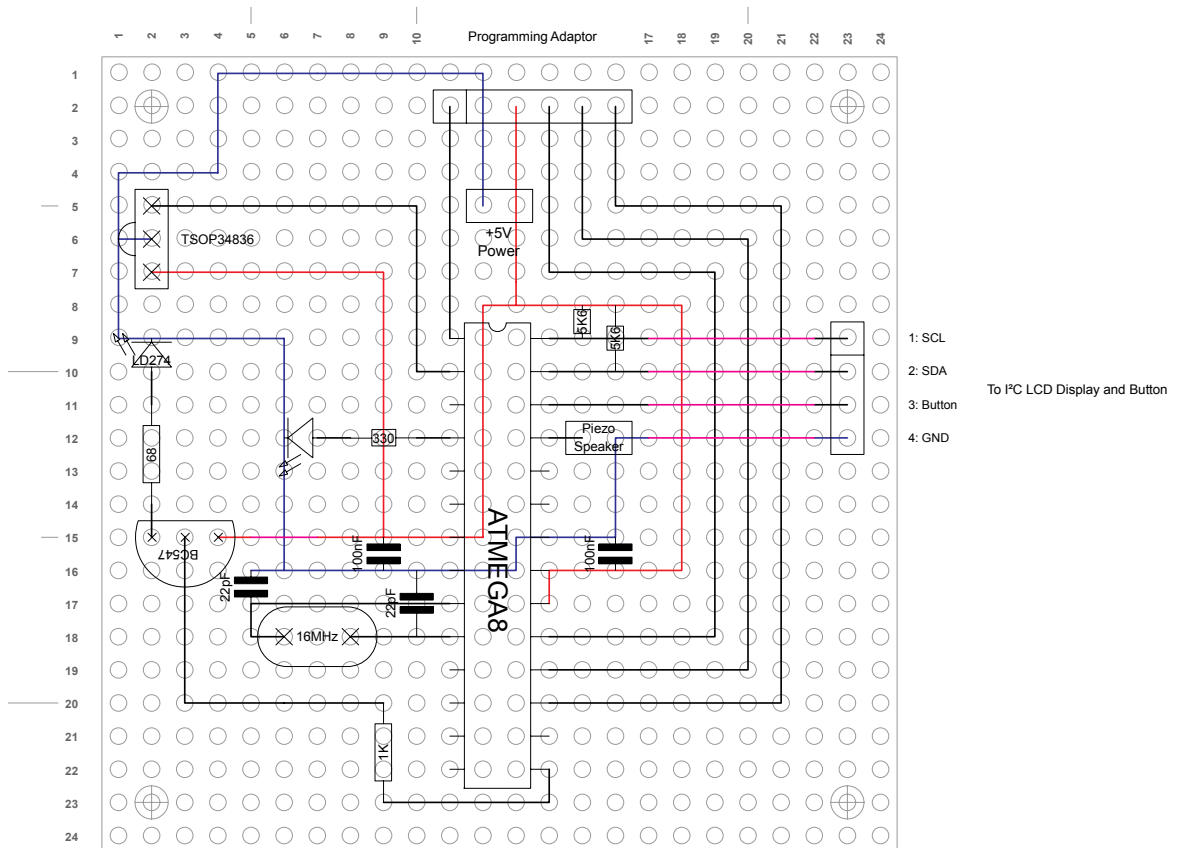 Programming Adaptor
1 2 3 4 5 6 7 8 9 10 17 18 19 20 21 22 23 24
1
2
3
4
5
+5V
Power
6
TSOP34836
7
8
5K6
5K6
9
1: SCL
LD274
10
2: SDA
To I²C LCD Display and Button
11
3: Button
12
330
Piezo
Speaker
4: GND
68
13
14
15
BC547
100nF
100nF
ATMEGA8
16
22pF
22pF
17
18
16MHz
19
20
21
1K
22
23
24